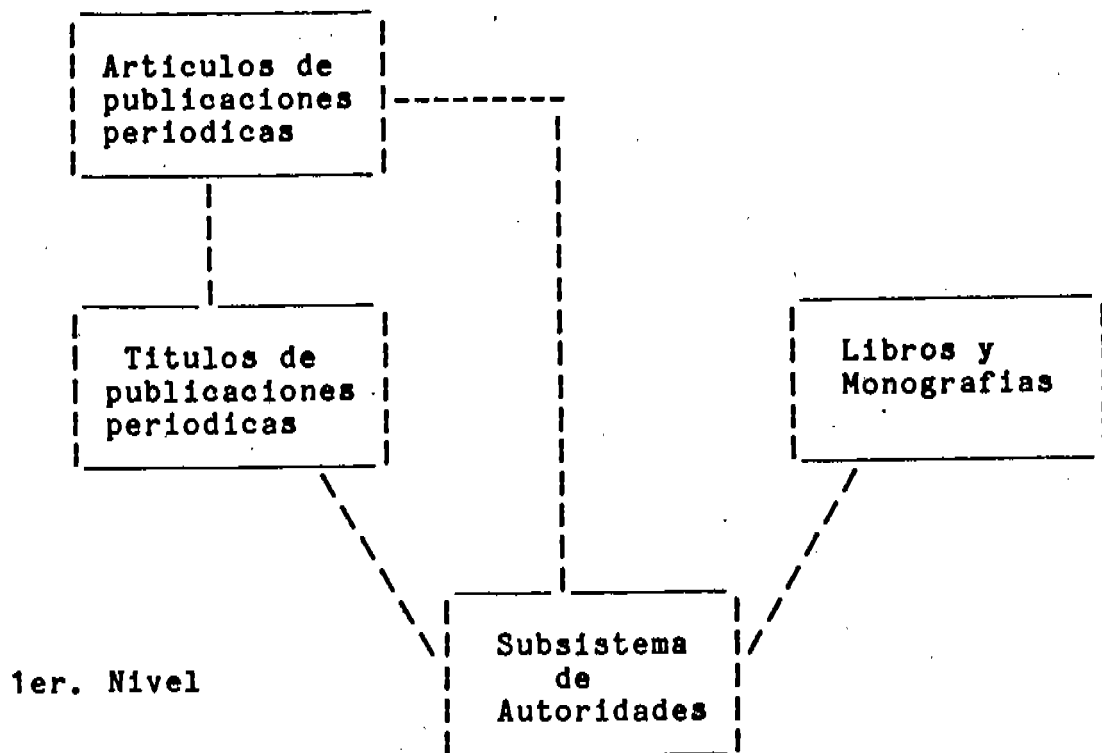 Articulos de
publicaciones
periodicas
Titulos de
publicaciones
periodicas
Libros y
Monografias
Subsistema
de
Autoridades
1er. Nivel